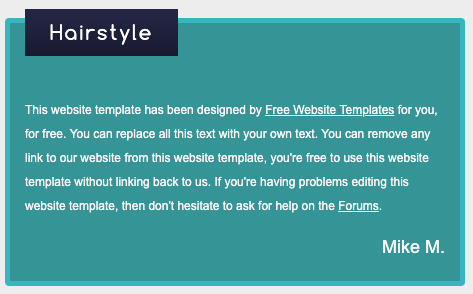 Hairstyle
This website template has been designed by Free Website Templates for you,
for free. You can replace all this text with your own text. You can remove any
link to our website from this website template, you're free to use this website
template without linking back to us. If you're having problems editing this
website template, then don't hesitate to ask for help on the Forums.
Mike M.